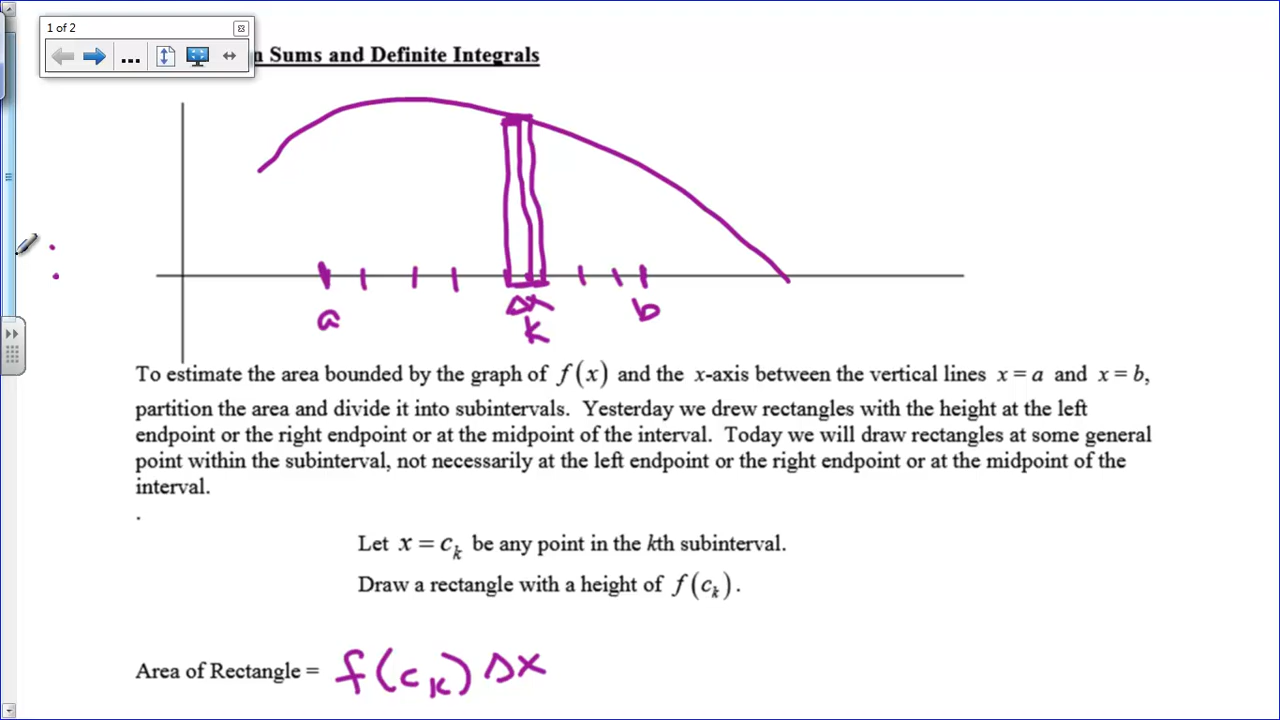 1 of 2
n Sums and Definite Integrals
a
Δx
k
b
To estimate the area bounded by the graph of f(x) and the x-axis between the vertical lines x = a and x = b,
partition the area and divide it into subintervals. Yesterday we drew rectangles with the height at the left
endpoint or the right endpoint or at the midpoint of the interval. Today we will draw rectangles at some general
point within the subinterval, not necessarily at the left endpoint or the right endpoint or at the midpoint of the
interval.
.
Let x = cₖ be any point in the kth subinterval.
Draw a rectangle with a height of f(cₖ).
Area of Rectangle = f(cₖ) Δx